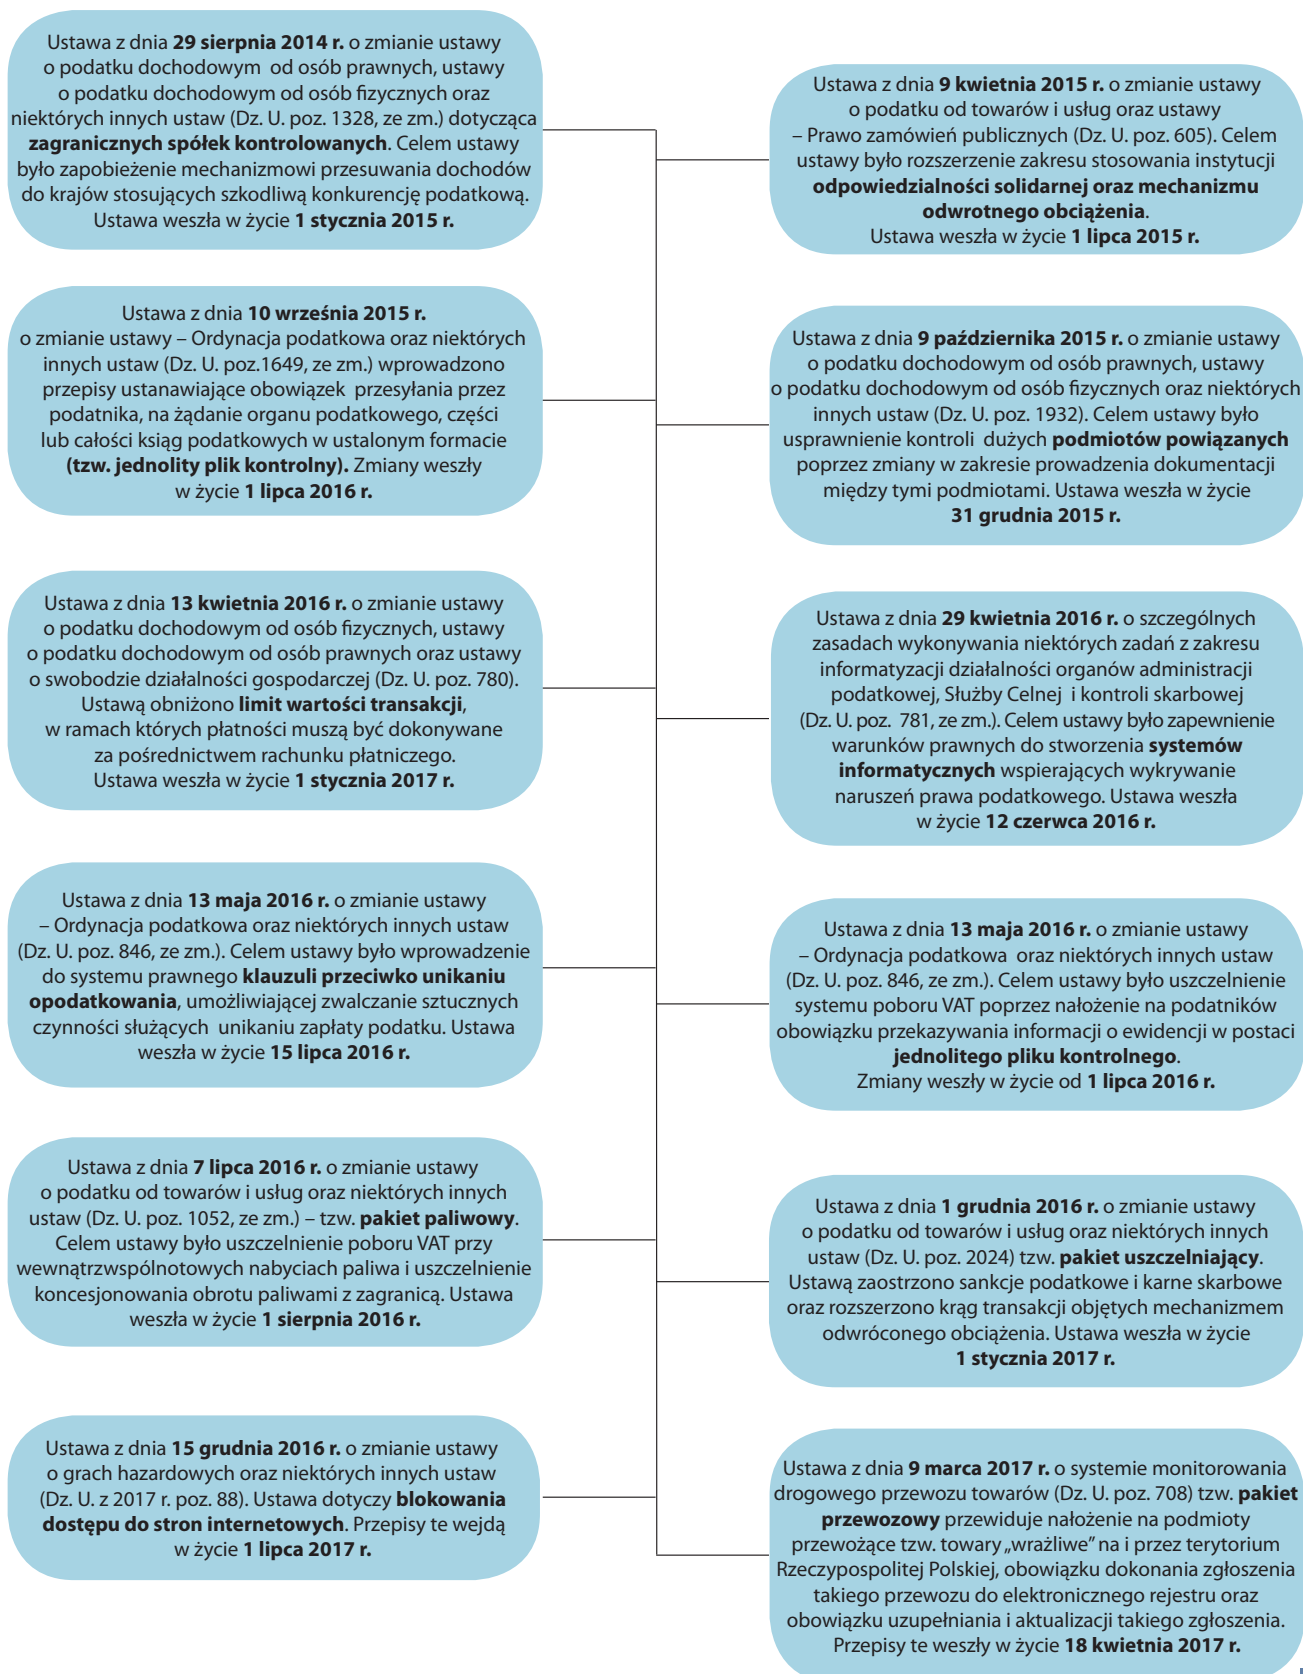 Ustawa z dnia 29 sierpnia 2014 r. o zmianie ustawy
o podatku dochodowym od osób prawnych, ustawy
o podatku dochodowym od osób fizycznych oraz
niektórych innych ustaw (Dz. U. poz. 1328, ze zm.) dotycząca
zagranicznych spółek kontrolowanych. Celem ustawy
było zapobieżenie mechanizmowi przesuwania dochodów
do krajów stosujących szkodliwą konkurencję podatkową.
Ustawa weszła w życie 1 stycznia 2015 r.
Ustawa z dnia 9 kwietnia 2015 r. o zmianie ustawy
o podatku od towarów i usług oraz ustawy
– Prawo zamówień publicznych (Dz. U. poz. 605). Celem
ustawy było rozszerzenie zakresu stosowania instytucji
odpowiedzialności solidarnej oraz mechanizmu
odwrotnego obciążenia.
Ustawa weszła w życie 1 lipca 2015 r.
Ustawa z dnia 10 września 2015 r.
o zmianie ustawy – Ordynacja podatkowa oraz niektórych
innych ustaw (Dz. U. poz.1649, ze zm.) wprowadzono
przepisy ustanawiające obowiązek przesyłania przez
podatnika, na żądanie organu podatkowego, części
lub całości ksiąg podatkowych w ustalonym formacie
(tzw. jednolity plik kontrolny). Zmiany weszły
w życie 1 lipca 2016 r.
Ustawa z dnia 9 października 2015 r. o zmianie ustawy
o podatku dochodowym od osób prawnych, ustawy
o podatku dochodowym od osób fizycznych oraz niektórych
innych ustaw (Dz. U. poz. 1932). Celem ustawy było
usprawnienie kontroli dużych podmiotów powiązanych
poprzez zmiany w zakresie prowadzenia dokumentacji
między tymi podmiotami. Ustawa weszła w życie
31 grudnia 2015 r.
Ustawa z dnia 13 kwietnia 2016 r. o zmianie ustawy
o podatku dochodowym od osób fizycznych, ustawy
o podatku dochodowym od osób prawnych oraz ustawy
o swobodzie działalności gospodarczej (Dz. U. poz. 780).
Ustawą obniżono limit wartości transakcji,
w ramach których płatności muszą być dokonywane
za pośrednictwem rachunku płatniczego.
Ustawa weszła w życie 1 stycznia 2017 r.
Ustawa z dnia 29 kwietnia 2016 r. o szczególnych
zasadach wykonywania niektórych zadań z zakresu
informatyzacji działalności organów administracji
podatkowej, Służby Celnej i kontroli skarbowej
(Dz. U. poz. 781, ze zm.). Celem ustawy było zapewnienie
warunków prawnych do stworzenia systemów
informatycznych wspierających wykrywanie
naruszeń prawa podatkowego. Ustawa weszła
w życie 12 czerwca 2016 r.
Ustawa z dnia 13 maja 2016 r. o zmianie ustawy
– Ordynacja podatkowa oraz niektórych innych ustaw
(Dz. U. poz. 846, ze zm.). Celem ustawy było wprowadzenie
do systemu prawnego klauzuli przeciwko unikaniu
opodatkowania, umożliwiającej zwalczanie sztucznych
czynności służących unikaniu zapłaty podatku. Ustawa
weszła w życie 15 lipca 2016 r.
Ustawa z dnia 13 maja 2016 r. o zmianie ustawy
– Ordynacja podatkowa oraz niektórych innych ustaw
(Dz. U. poz. 846, ze zm.). Celem ustawy było uszczelnienie
systemu poboru VAT poprzez nałożenie na podatników
obowiązku przekazywania informacji o ewidencji w postaci
jednolitego pliku kontrolnego.
Zmiany weszły w życie od 1 lipca 2016 r.
Ustawa z dnia 7 lipca 2016 r. o zmianie ustawy
o podatku od towarów i usług oraz niektórych innych
ustaw (Dz. U. poz. 1052, ze zm.) – tzw. pakiet paliwowy.
Celem ustawy było uszczelnienie poboru VAT przy
wewnątrzwspólnotowych nabyciach paliwa i uszczelnienie
koncesjonowania obrotu paliwami z zagranicą. Ustawa
weszła w życie 1 sierpnia 2016 r.
Ustawa z dnia 1 grudnia 2016 r. o zmianie ustawy
o podatku od towarów i usług oraz niektórych innych
ustaw (Dz. U. poz. 2024) tzw. pakiet uszczelniający.
Ustawą zaostrzono sankcje podatkowe i karne skarbowe
oraz rozszerzono krąg transakcji objętych mechanizmem
odwróconego obciążenia. Ustawa weszła w życie
1 stycznia 2017 r.
Ustawa z dnia 15 grudnia 2016 r. o zmianie ustawy
o grach hazardowych oraz niektórych innych ustaw
(Dz. U. z 2017 r. poz. 88). Ustawa dotyczy blokowania
dostępu do stron internetowych. Przepisy te wejdą
w życie 1 lipca 2017 r.
Ustawa z dnia 9 marca 2017 r. o systemie monitorowania
drogowego przewozu towarów (Dz. U. poz. 708) tzw. pakiet
przewozowy przewiduje nałożenie na podmioty
przewożące tzw. towary „wrażliwe” na i przez terytorium
Rzeczypospolitej Polskiej, obowiązku dokonania zgłoszenia
takiego przewozu do elektronicznego rejestru oraz
obowiązku uzupełniania i aktualizacji takiego zgłoszenia.
Przepisy te weszły w życie 18 kwietnia 2017 r.